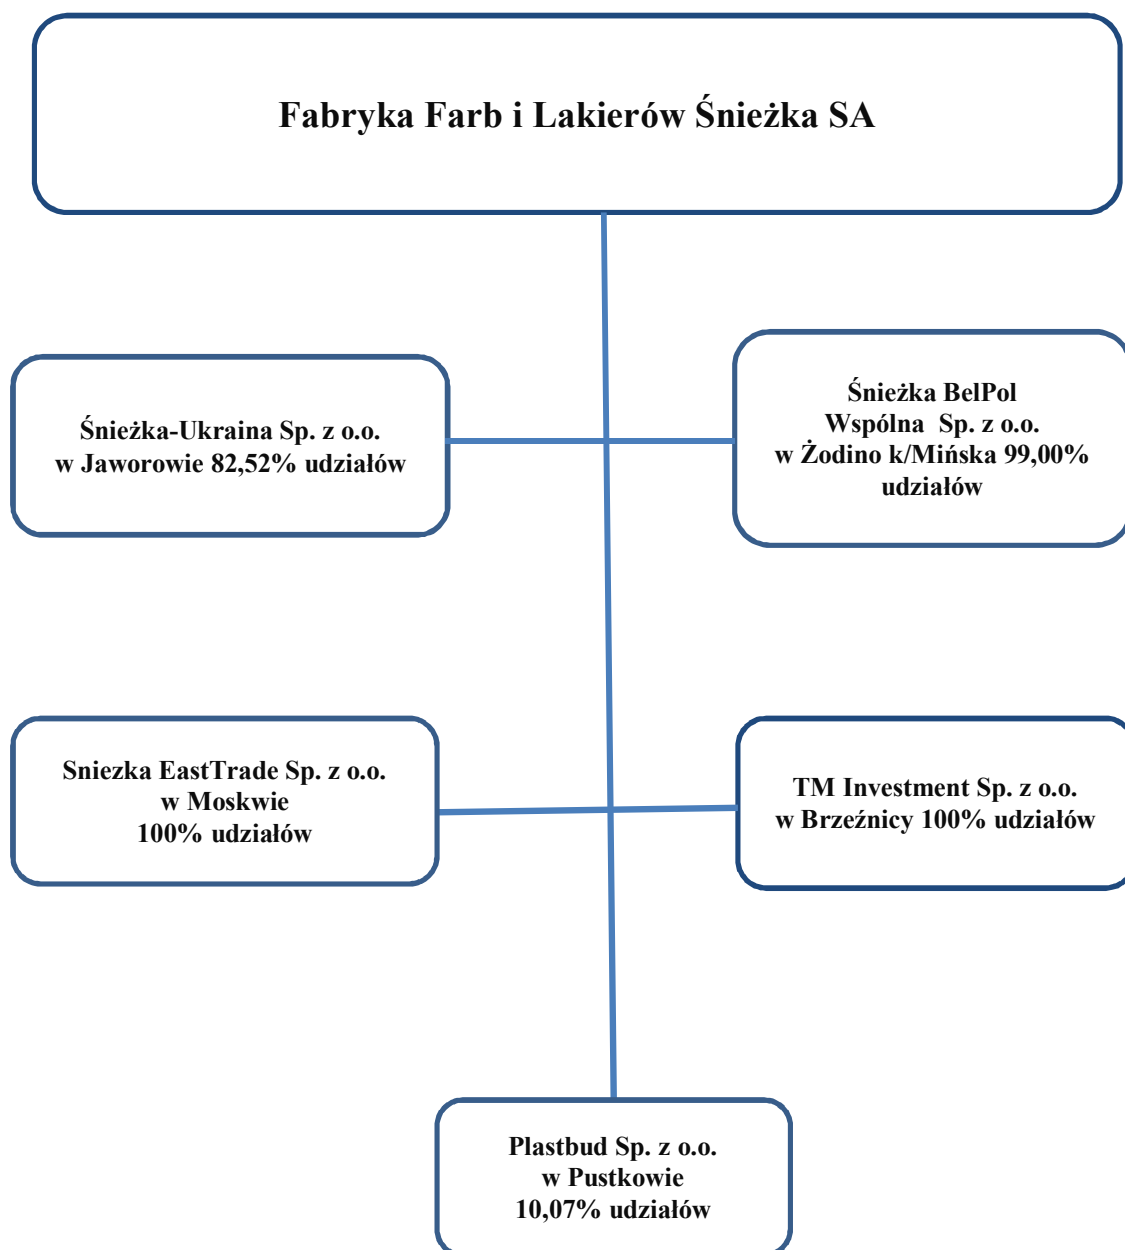 Fabryka Farb i Lakierów Śnieżka SA
Śnieżka-Ukraina Sp. z o.o.
w Jaworowie 82,52% udziałów
Śnieżka BelPol
Wspólna Sp. z o.o.
w Żodino k/Mińska 99,00%
udziałów
Sniezka EastTrade Sp. z o.o.
w Moskwie
100% udziałów
TM Investment Sp. z o.o.
w Brzeźnicy 100% udziałów
Plastbud Sp. z o.o.
w Pustkowie
10,07% udziałów